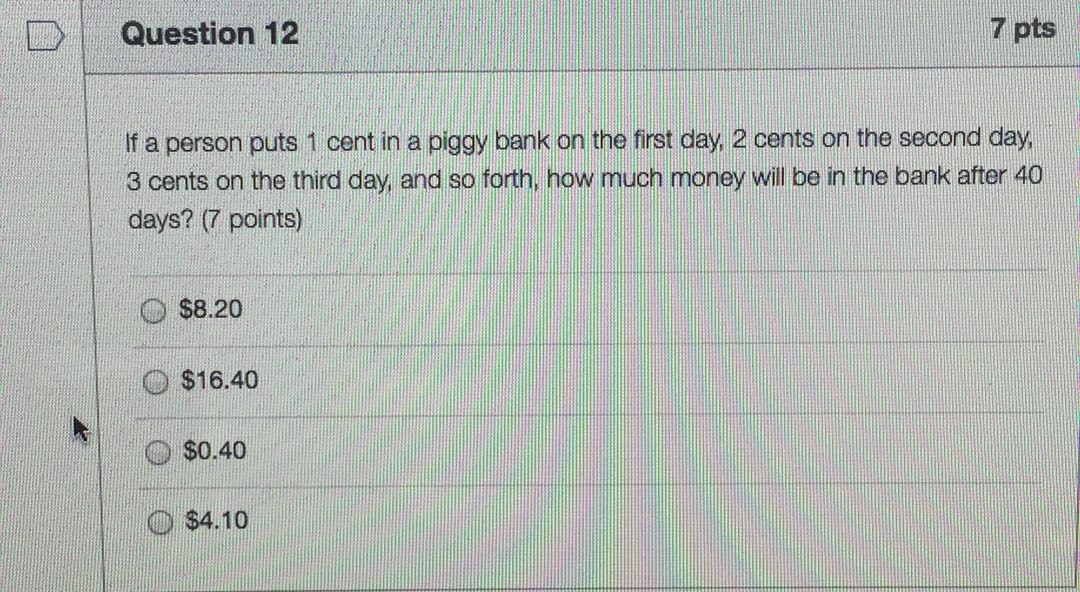 Question 12
7 pts
If a person puts 1 cent in a piggy bank on the first day, 2 cents on the second day,
3 cents on the third day, and so forth, how much money will be in the bank after 40
days? (7 points)
$8.20
$16.40
$0.40
$4.10